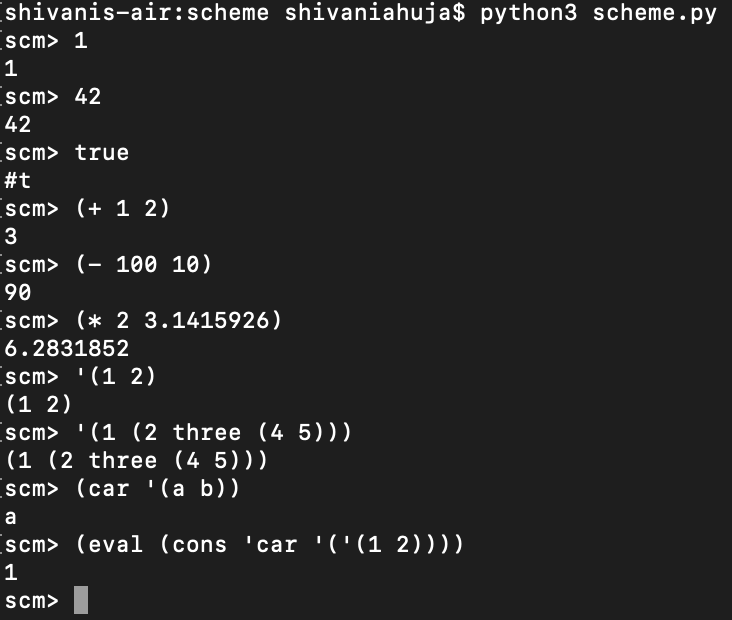 shivanis-air:scheme shivaniahuja$ python3 scheme.py
scm> 1
1
scm> 42
42
scm> true
#t
scm> (+ 1 2)
3
scm> (- 100 10)
90
scm> (* 2 3.1415926)
6.2831852
scm> '(1 2)
(1 2)
scm> '(1 (2 three (4 5)))
(1 (2 three (4 5)))
scm> (car '(a b))
a
scm> (eval (cons 'car '('(1 2))))
1
scm>